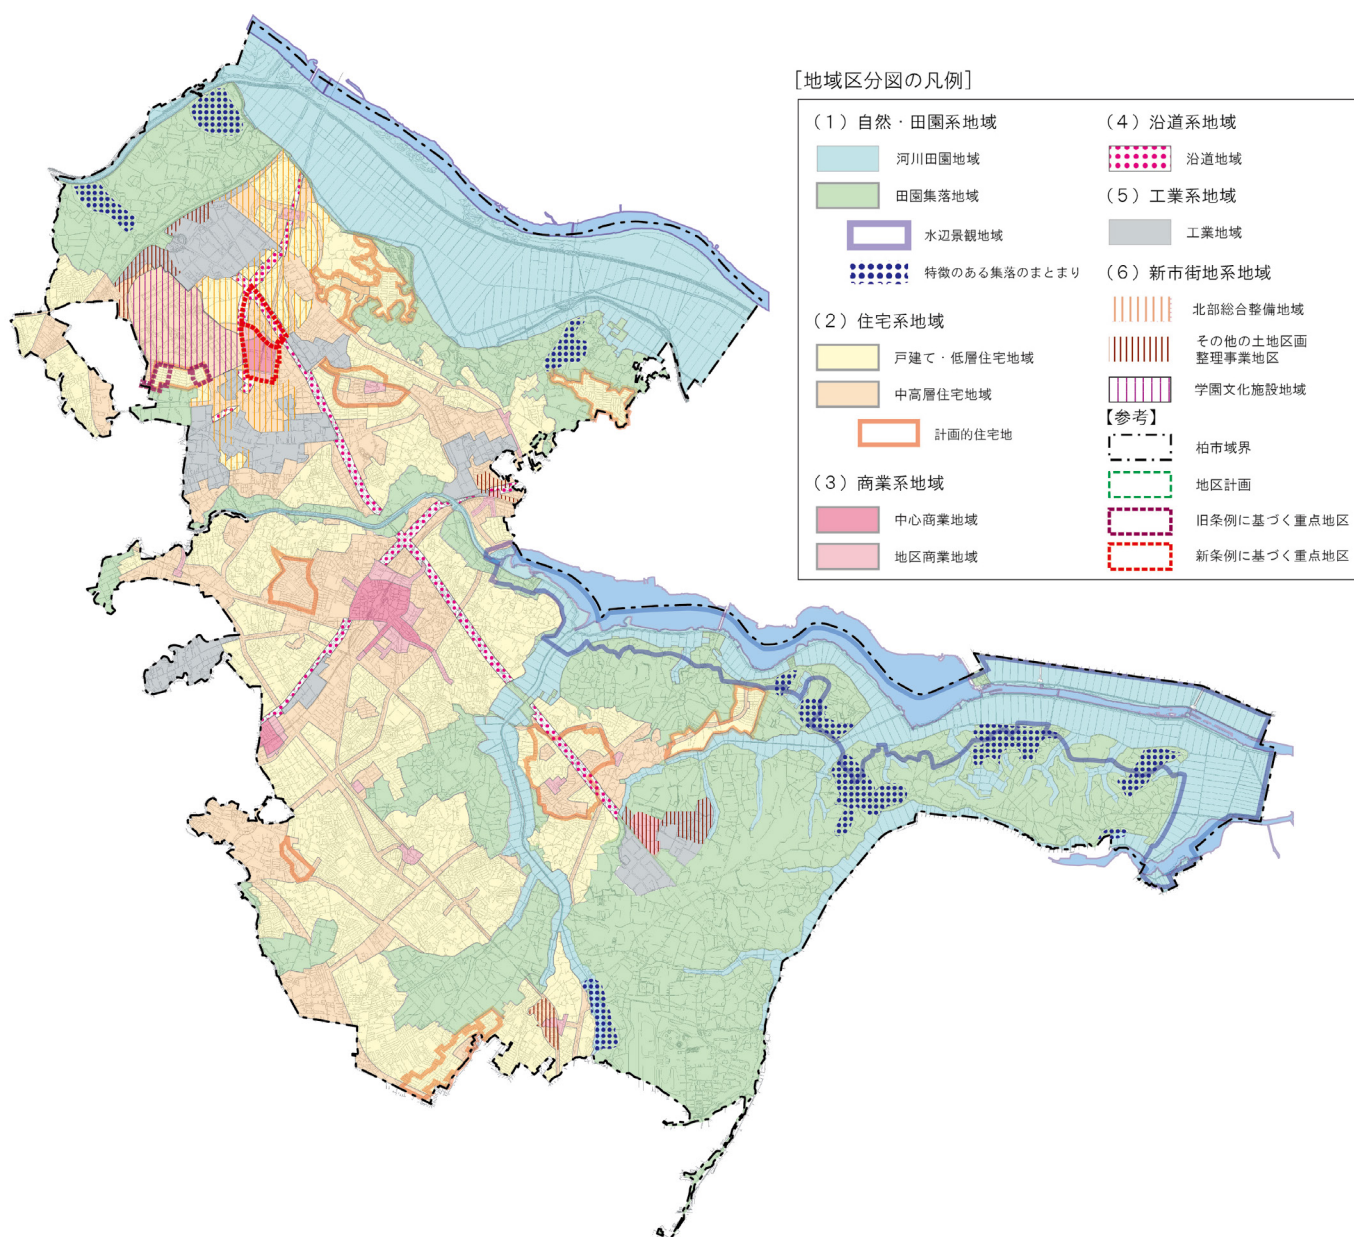 [地域区分図の凡例]
（１）自然・田園系地域
河川田園地域
田園集落地域
水辺景観地域
特徴のある集落のまとまり
（２）住宅系地域
戸建て・低層住宅地域
中高層住宅地域
計画的住宅地
（３）商業系地域
中心商業地域
地区商業地域
（４）沿道系地域
沿道地域
（５）工業系地域
工業地域
（６）新市街地系地域
北部総合整備地域
その他の土地区画
整理事業地区
学園文化施設地域
【参考】
柏市域界
地区計画
旧条例に基づく重点地区
新条例に基づく重点地区